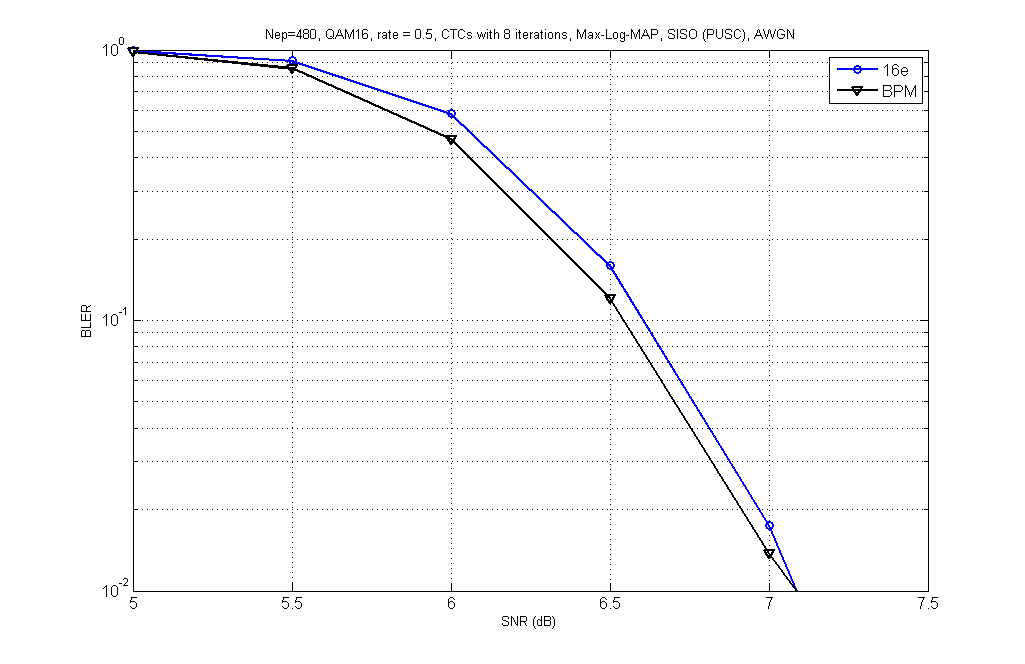 Nep=480, QAM16, rate = 0.5, CTCs with 8 iterations, Max-Log-MAP, SISO (PUSC), AWGN
10^0
16e
BPM
10^-1
BLER
10^-2
5 5.5 6 6.5 7 7.5
SNR (dB)